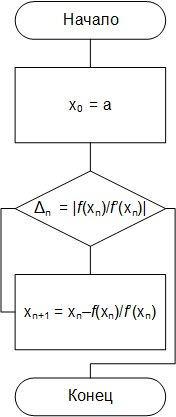 Начало
x₀ = a
Δₙ = |f(xₙ)/f'(xₙ)|
xₙ₊₁ = xₙ–f(xₙ)/f'(xₙ)
Конец